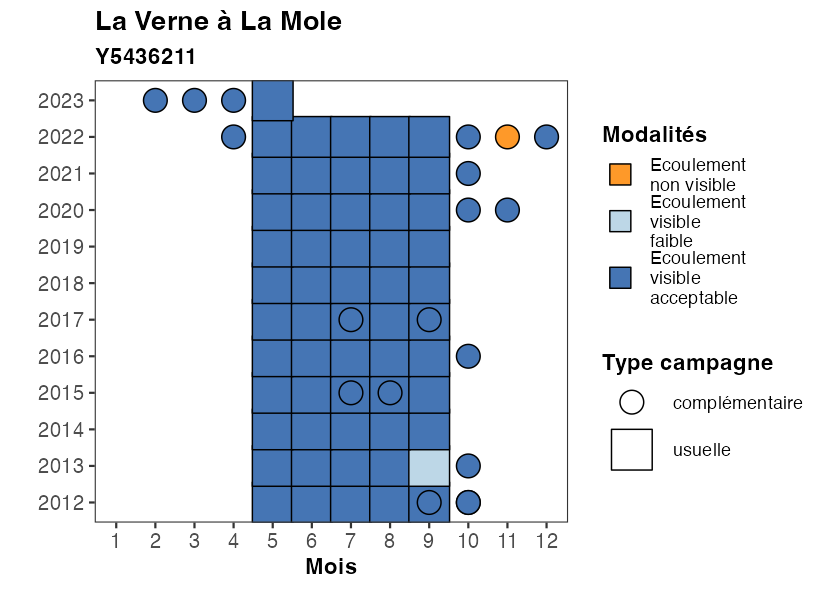 La Verne à La Mole
Y5436211
2023
2022
2021
2020
2019
2018
2017
2016
2015
2014
2013
2012
1 2 3 4 5 6 7 8 9 10 11 12
Mois
Modalités
Ecoulement
non visible
Ecoulement
visible
faible
Ecoulement
visible
acceptable
Type campagne
complémentaire
usuelle